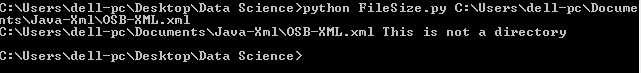 C:\Users\dell-pc\Desktop\Data Science>python FileSize.py C:\Users\dell-pc\Docume
nts\Java-Xml\OSB-XML.xml
C:\Users\dell-pc\Documents\Java-Xml\OSB-XML.xml This is not a directory
C:\Users\dell-pc\Desktop\Data Science>